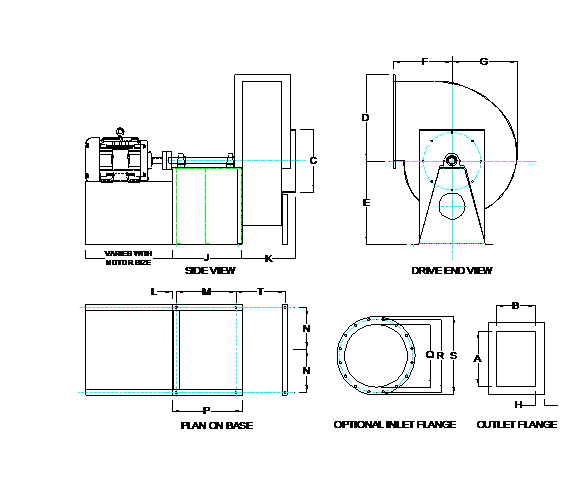 F
G
D
C
E
VARIES WITH
MOTOR SIZE
J
K
SIDE VIEW
DRIVE END VIEW
L
M
T
B
N
Q
R
S
A
N
H
P
PLAN ON BASE
OPTIONAL INLET FLANGE
OUTLET FLANGE